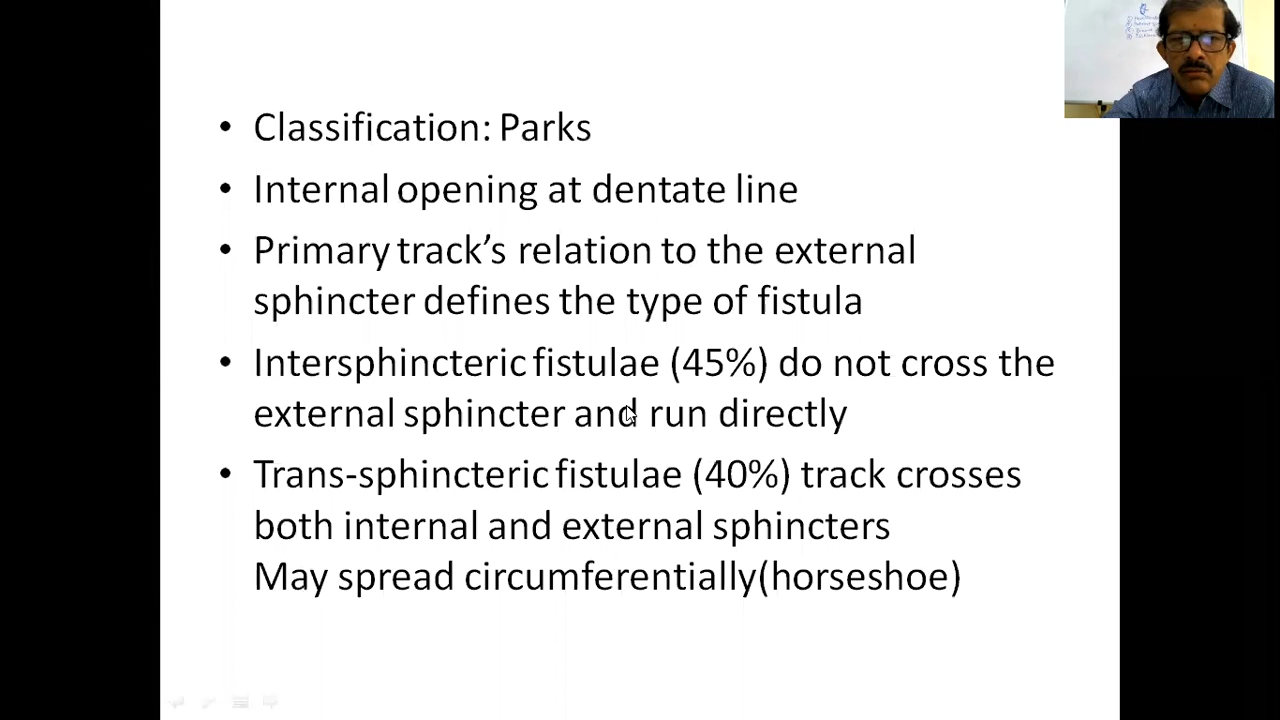 • Classification: Parks
• Internal opening at dentate line
• Primary track’s relation to the external
sphincter defines the type of fistula
• Intersphincteric fistulae (45%) do not cross the
external sphincter and run directly
• Trans-sphincteric fistulae (40%) track crosses
both internal and external sphincters
May spread circumferentially(horseshoe)